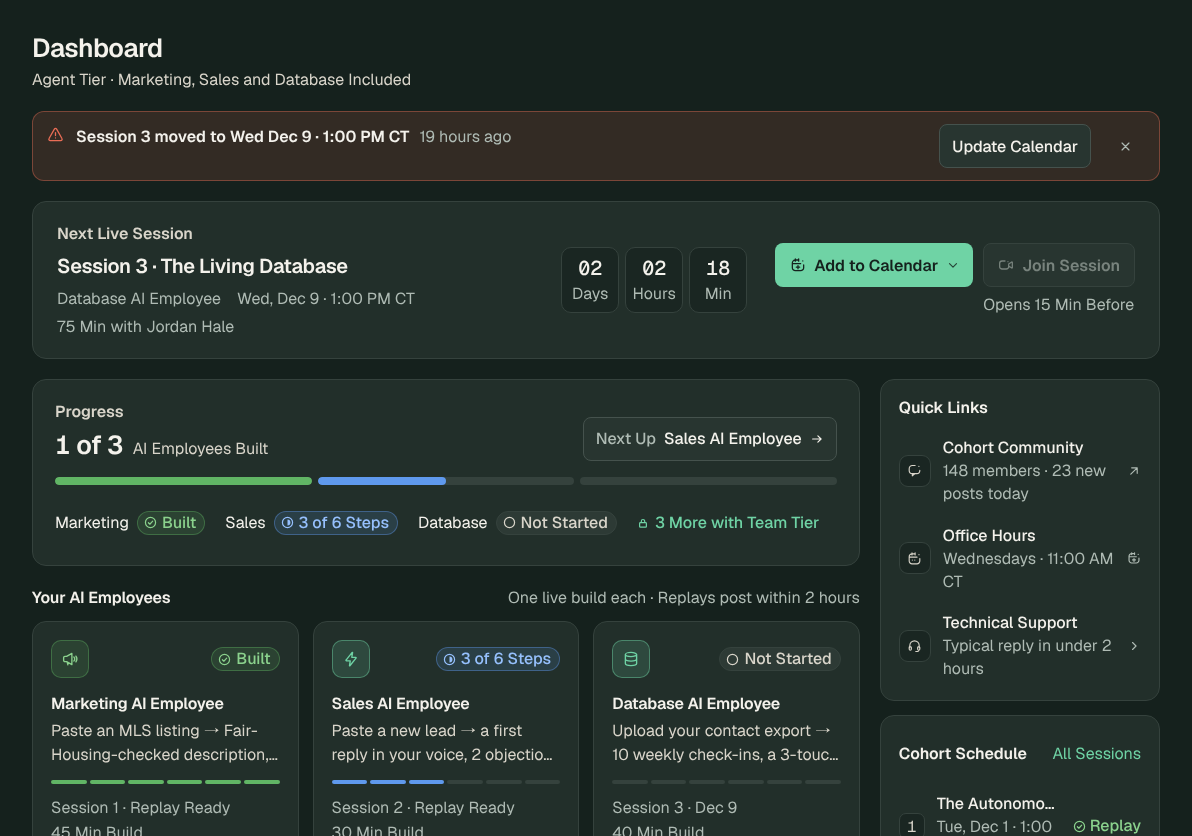 Dashboard
Agent Tier · Marketing, Sales and Database Included
Session 3 moved to Wed Dec 9 · 1:00 PM CT 19 hours ago
Update Calendar
Next Live Session
Session 3 · The Living Database
Database AI Employee Wed, Dec 9 · 1:00 PM CT
75 Min with Jordan Hale
02 Days
02 Hours
18 Min
Add to Calendar
Join Session
Opens 15 Min Before
Progress
1 of 3 AI Employees Built
Next Up Sales AI Employee →
Marketing Built Sales 3 of 6 Steps Database Not Started 3 More with Team Tier
Quick Links
Cohort Community
148 members · 23 new
posts today
Office Hours
Wednesdays · 11:00 AM
CT
Technical Support
Typical reply in under 2
hours
Your AI Employees
One live build each · Replays post within 2 hours
Built
Marketing AI Employee
Paste an MLS listing → Fair-
Housing-checked description,...
Session 1 · Replay Ready
45 Min Build
3 of 6 Steps
Sales AI Employee
Paste a new lead → a first
reply in your voice, 2 objectio...
Session 2 · Replay Ready
30 Min Build
Not Started
Database AI Employee
Upload your contact export →
10 weekly check-ins, a 3-touc...
Session 3 · Dec 9
40 Min Build
Cohort Schedule All Sessions
The Autonomo...
1 Tue, Dec 1 · 1:00 Replay